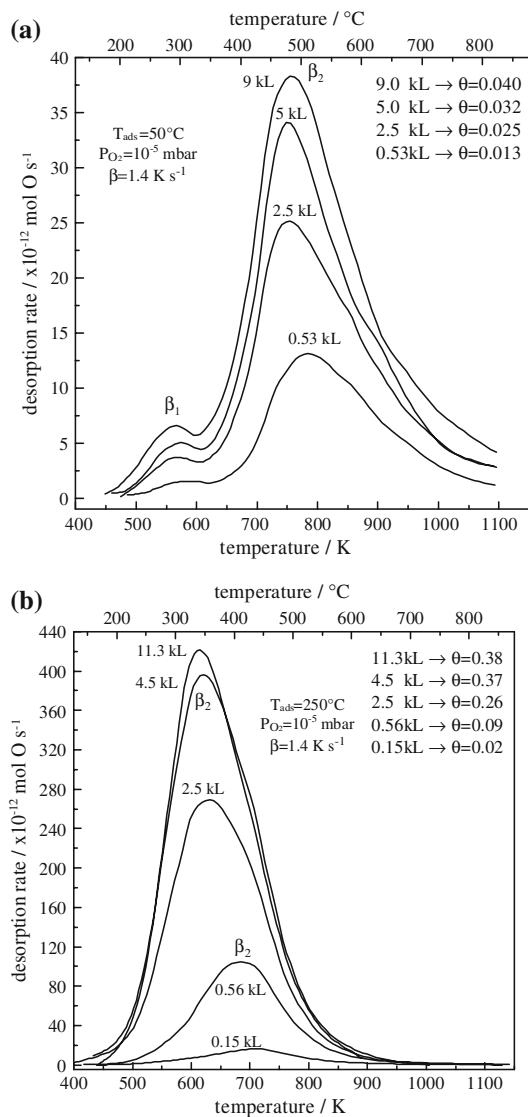 (a)
temperature / °C
200 300 400 500 600 700 800
40
35
30
25
20
15
10
5
0
desorption rate / x10⁻¹² mol O s⁻¹
9 kL
β₂
5 kL
2.5 kL
0.53 kL
β₁
Tads=50°C
PO₂=10⁻⁵ mbar
β=1.4 K s⁻¹
9.0 kL → θ=0.040
5.0 kL → θ=0.032
2.5 kL → θ=0.025
0.53kL → θ=0.013
400 500 600 700 800 900 1000 1100
temperature / K
(b)
temperature / °C
200 300 400 500 600 700 800
440
400
360
320
280
240
200
160
120
80
40
0
desorption rate / x10⁻¹² mol O s⁻¹
11.3 kL
4.5 kL
β₂
2.5 kL
β₂
0.56 kL
0.15 kL
Tads=250°C
PO₂=10⁻⁵ mbar
β=1.4 K s⁻¹
11.3kL → θ=0.38
4.5 kL → θ=0.37
2.5 kL → θ=0.26
0.56kL → θ=0.09
0.15kL → θ=0.02
400 500 600 700 800 900 1000 1100
temperature / K